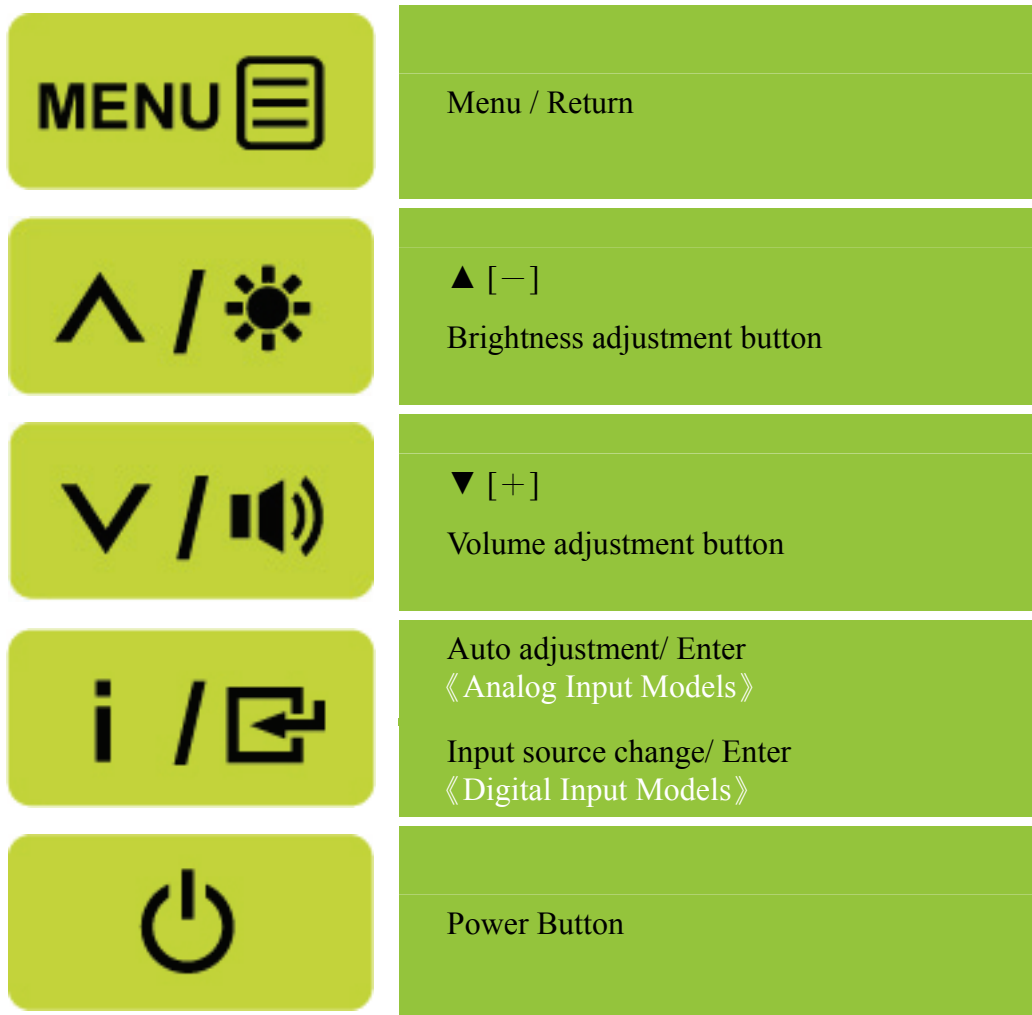 MENU
Menu / Return
/
▲ [－]
Brightness adjustment button
/
▼ [＋]
Volume adjustment button
i /
Auto adjustment/ Enter
《Analog Input Models》
Input source change/ Enter
《Digital Input Models》
Power Button